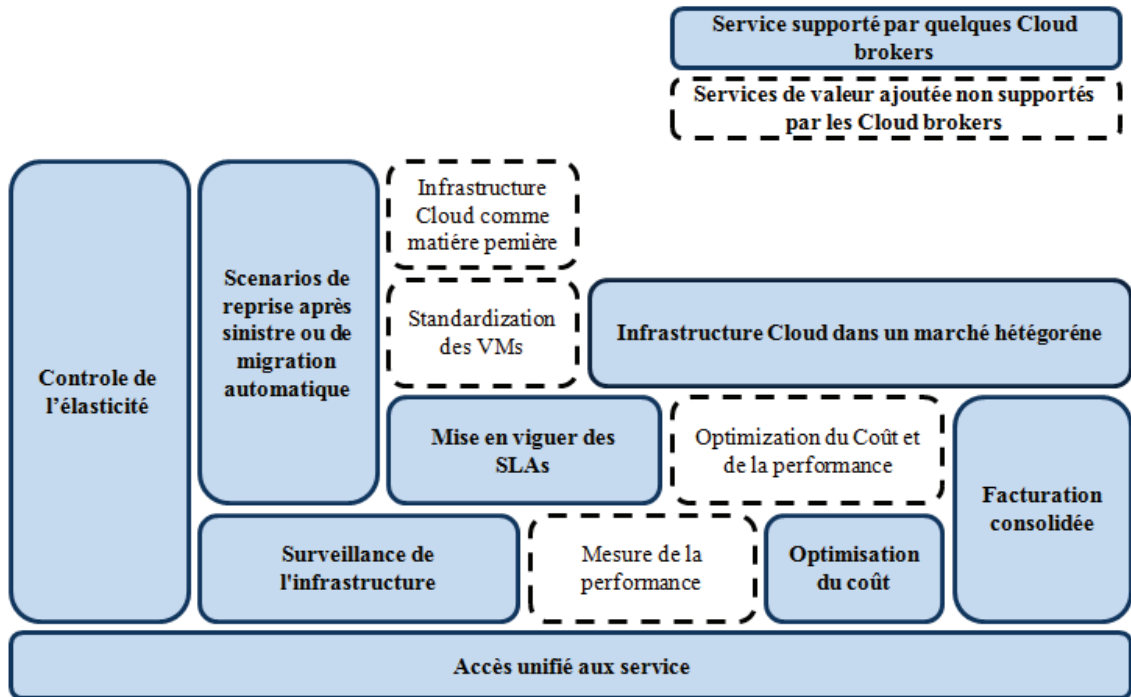 Service supporté par quelques Cloud
brokers
Services de valeur ajoutée non supportés
par les Cloud brokers
Infrastructure
Cloud comme
matiére pemière
Scenarios de
reprise après
sinistre ou de
migration
automatique
Standardization
des VMs
Infrastructure Cloud dans un marché hétégoréne
Controle de
l’élasticité
Mise en viguer des
SLAs
Optimization du Coût et
de la performance
Facturation
consolidée
Surveillance de
l'infrastructure
Mesure de la
performance
Optimisation
du coût
Accès unifié aux service